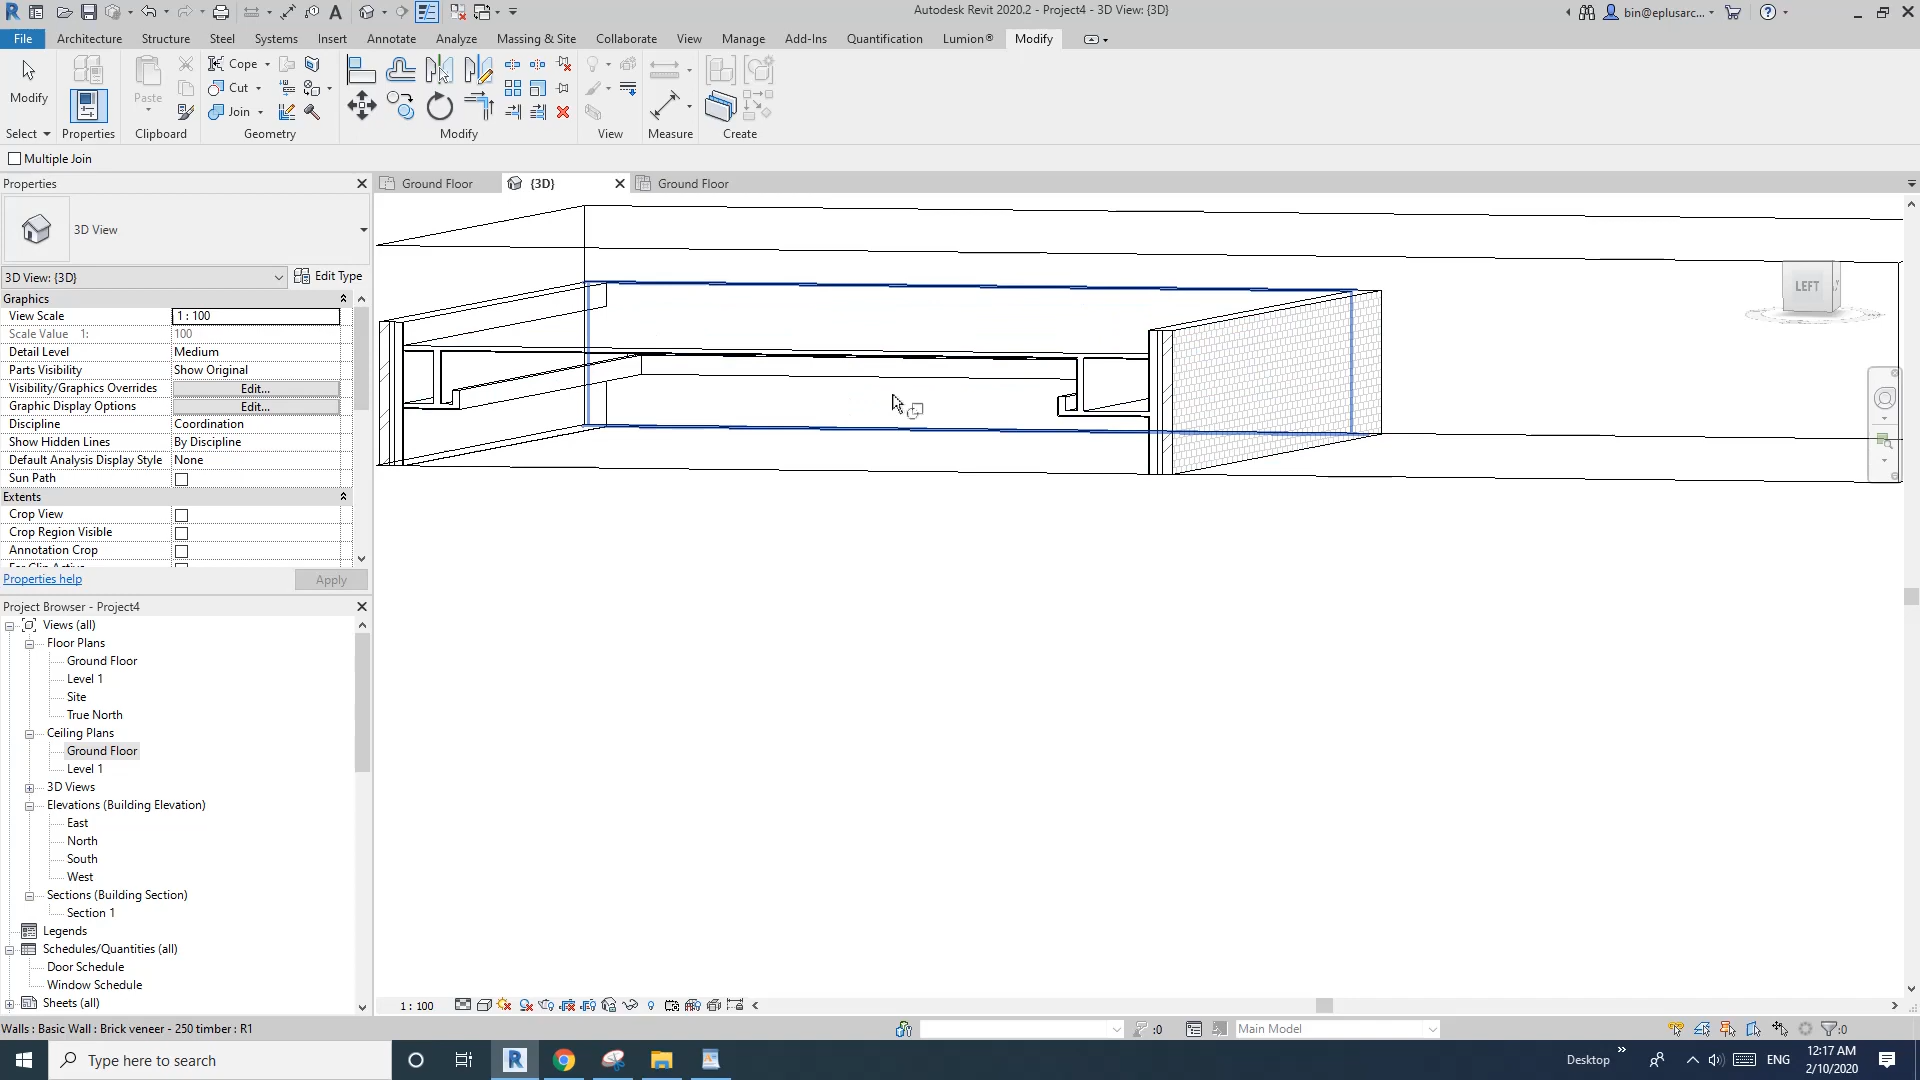 Autodesk Revit 2020.2 - Project4 - 3D View: {3D}
bin@eplusarc...
File Architecture Structure Steel Systems Insert Annotate Analyze Massing & Site Collaborate View Manage Add-Ins Quantification Lumion® Modify
Cope
Cut
Join
Modify
Paste
Select Properties Clipboard Geometry Modify View Measure Create
Multiple Join
Properties
Ground Floor
{3D}
Ground Floor
3D View
3D View: {3D}
Edit Type
Graphics
View Scale 1 : 100
Scale Value 1: 100
Detail Level Medium
Parts Visibility Show Original
Visibility/Graphics Overrides Edit...
Graphic Display Options Edit...
Discipline Coordination
Show Hidden Lines By Discipline
Default Analysis Display Style None
Sun Path
Extents
Crop View
Crop Region Visible
Annotation Crop
Properties help
Apply
LEFT
Project Browser - Project4
Views (all)
Floor Plans
Ground Floor
Level 1
Site
True North
Ceiling Plans
Ground Floor
Level 1
3D Views
Elevations (Building Elevation)
East
North
South
West
Sections (Building Section)
Section 1
Legends
Schedules/Quantities (all)
Door Schedule
Window Schedule
Sheets (all)
1 : 100
Walls : Basic Wall : Brick veneer - 250 timber : R1
:0
Main Model
:0
Type here to search
Desktop
ENG
12:17 AM
2/10/2020